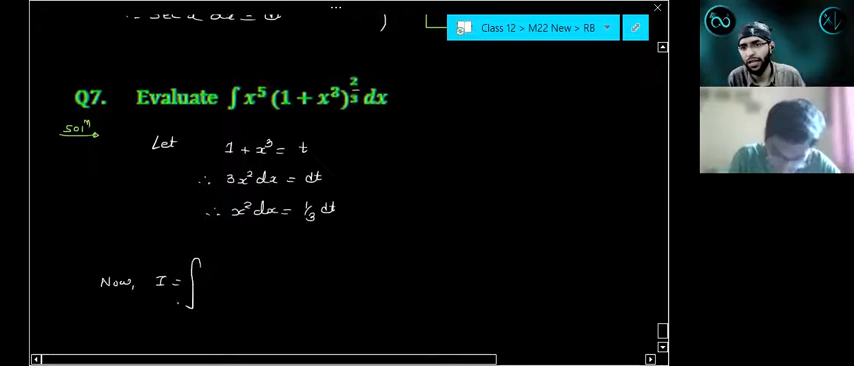 Class 12 > M22 New > RB
Q7. Evaluate ∫ x⁵ (1 + x³)^(2/3) dx
Solⁿ
Let 1 + x³ = t
∴ 3x² dx = dt
∴ x² dx = 1/3 dt
Now, I = ∫